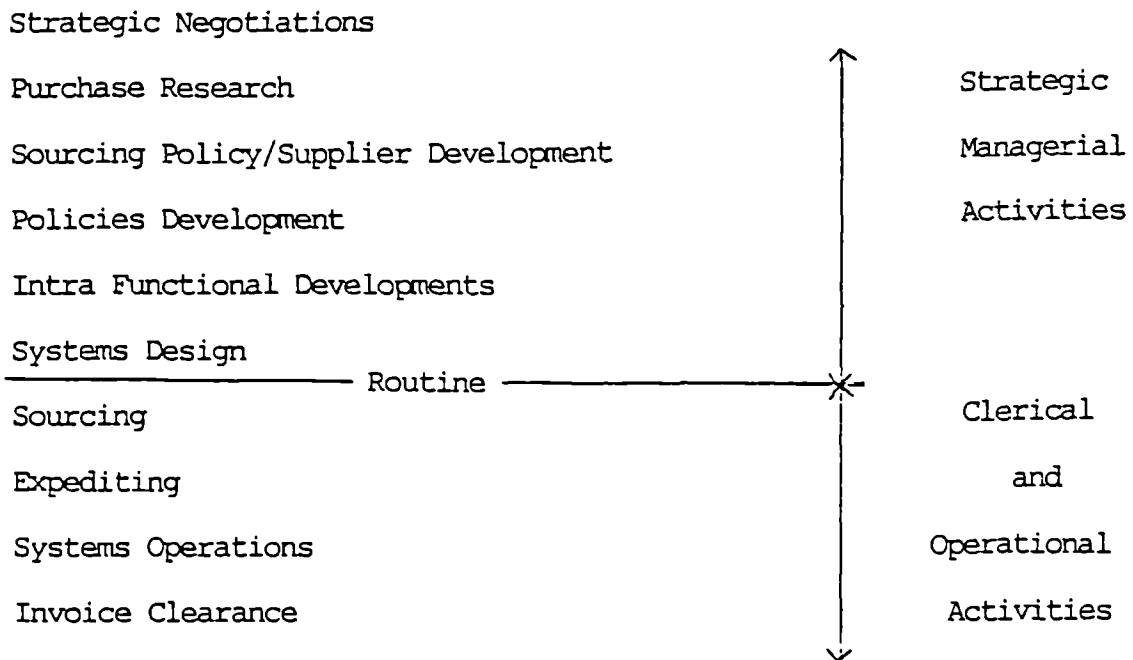 Strategic Negotiations
Purchase Research
Sourcing Policy/Supplier Development
Policies Development
Intra Functional Developments
Systems Design
Routine
Sourcing
Expediting
Systems Operations
Invoice Clearance
Strategic
Managerial
Activities
Clerical
and
Operational
Activities